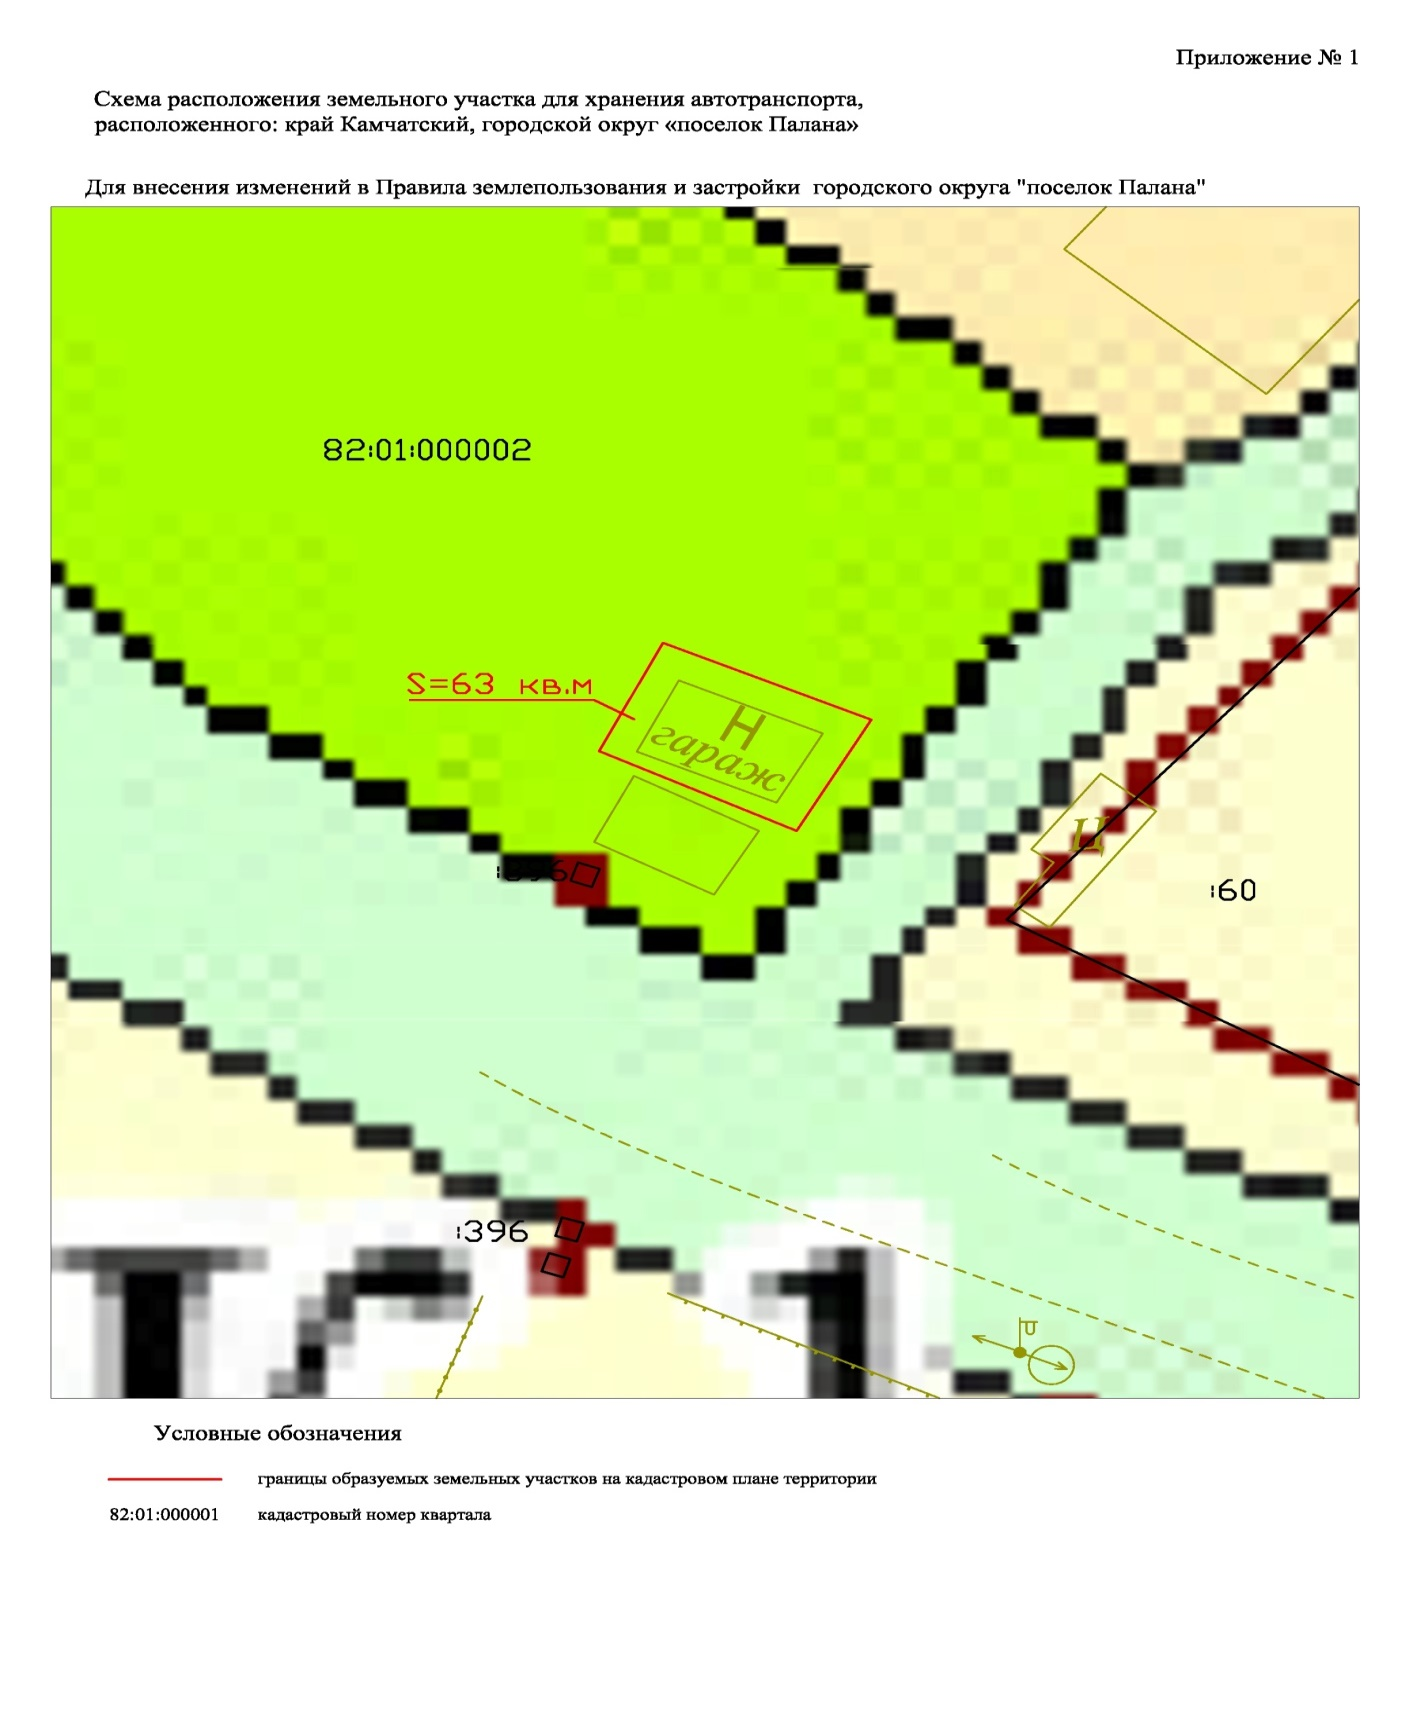 Приложение № 1
Схема расположения земельного участка для хранения автотранспорта,
расположенного: край Камчатский, городской округ «поселок Палана»
Для внесения изменений в Правила землепользования и застройки городского округа "поселок Палана"
82:01:000002
S=63 кв.м
Н
гараж
Ц
:60
:396
Условные обозначения
границы образуемых земельных участков на кадастровом плане территории
82:01:000001 кадастровый номер квартала